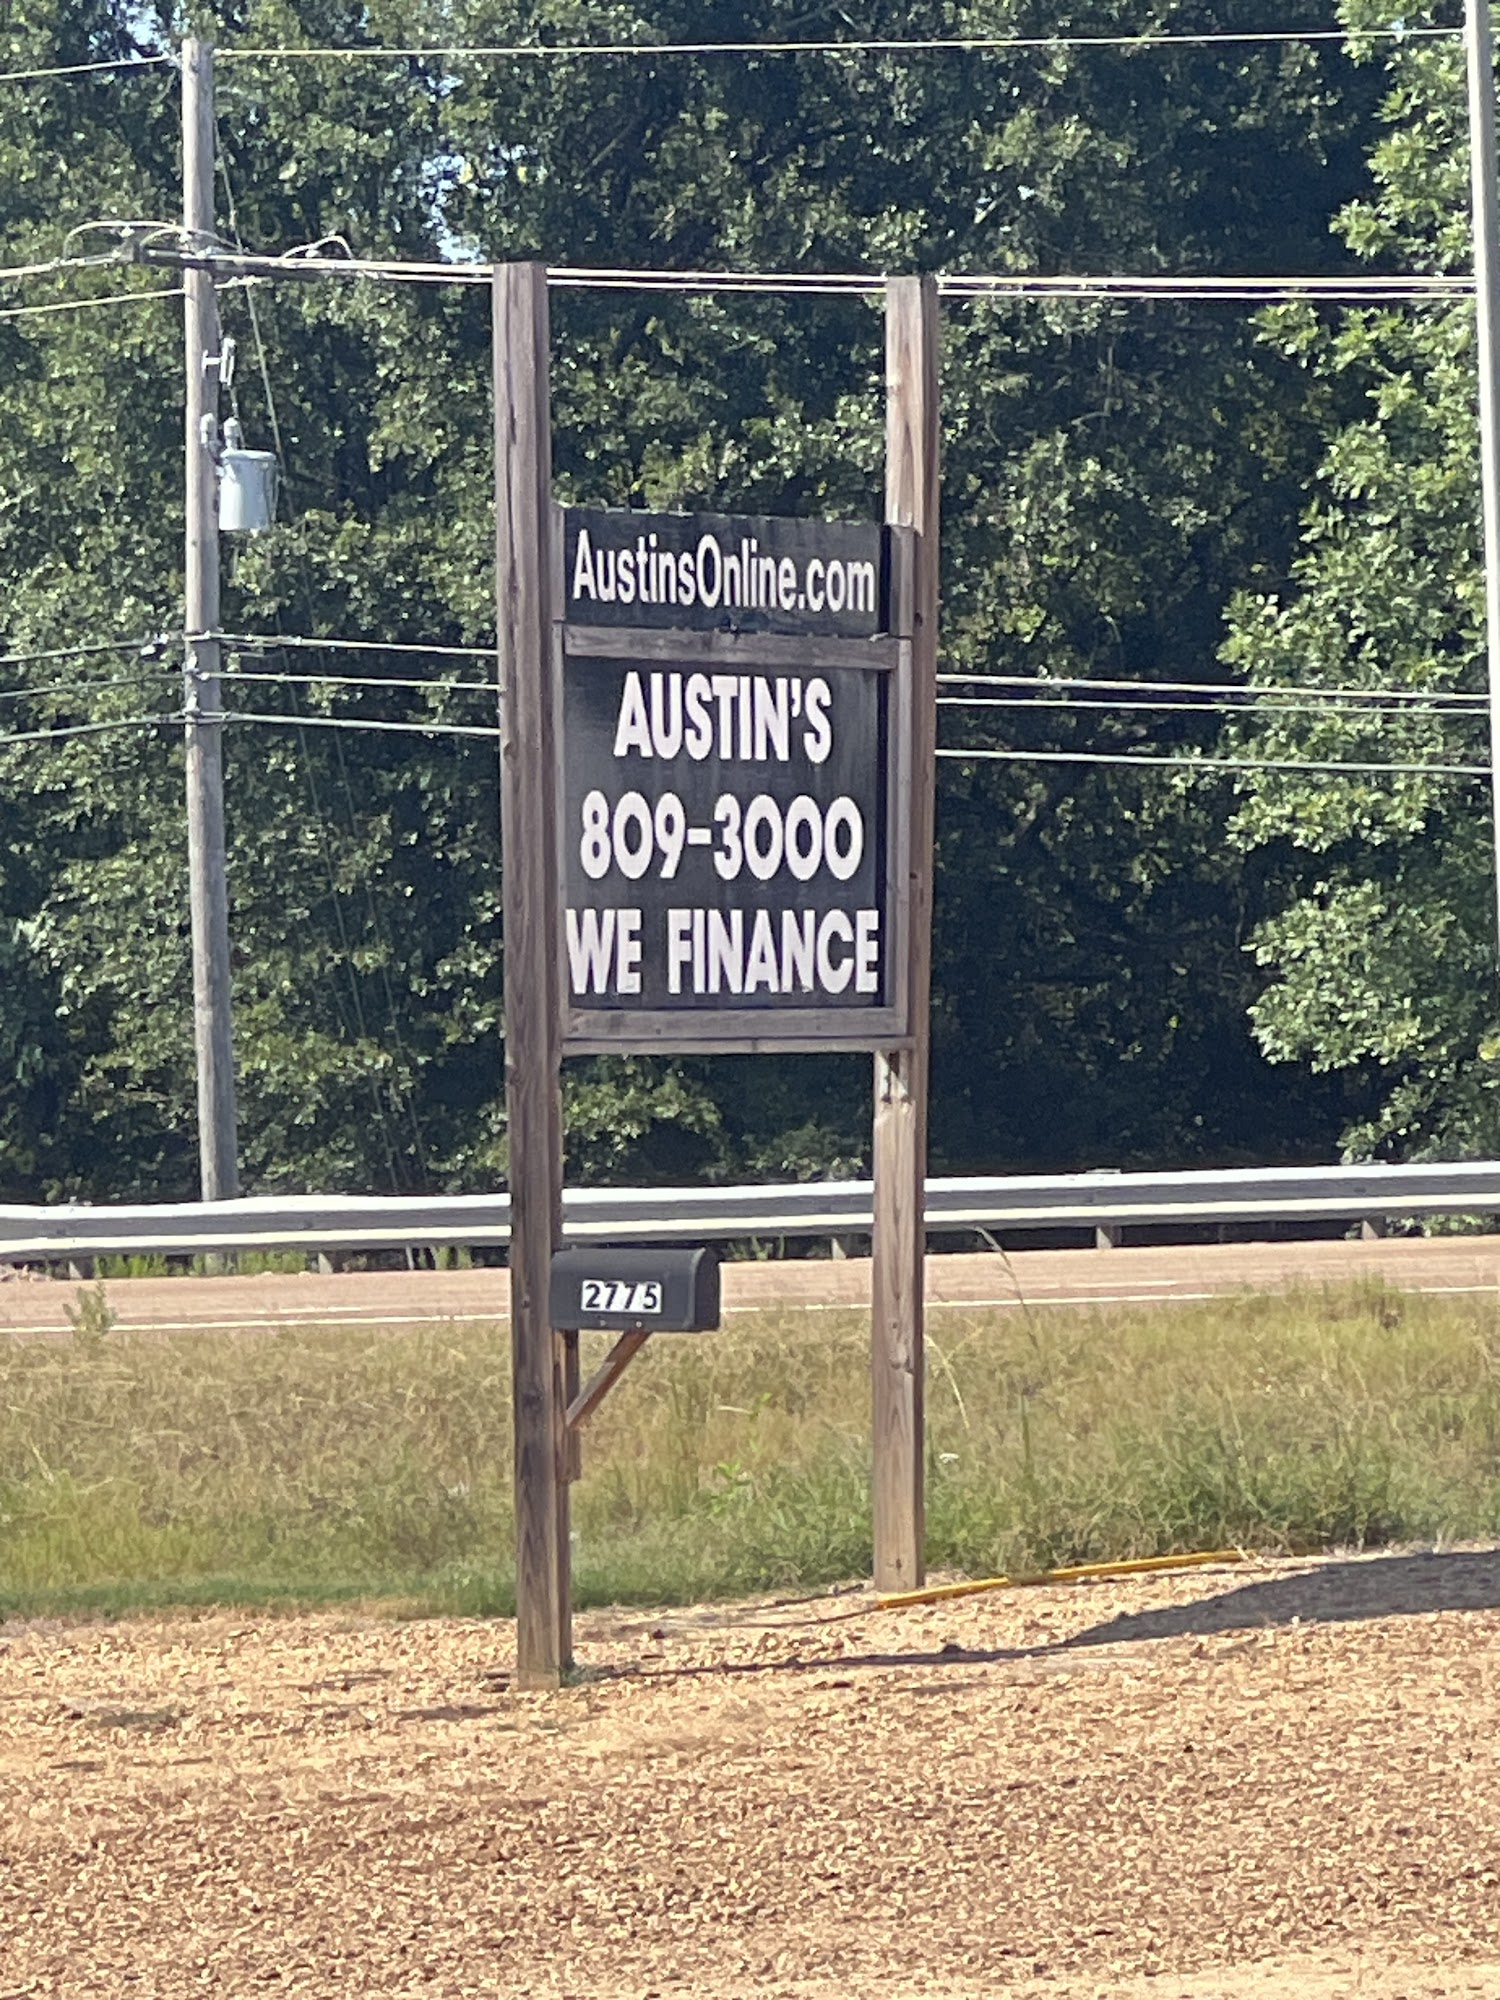 AustinsOnline.com
AUSTIN'S
809-3000
WE FINANCE
2775